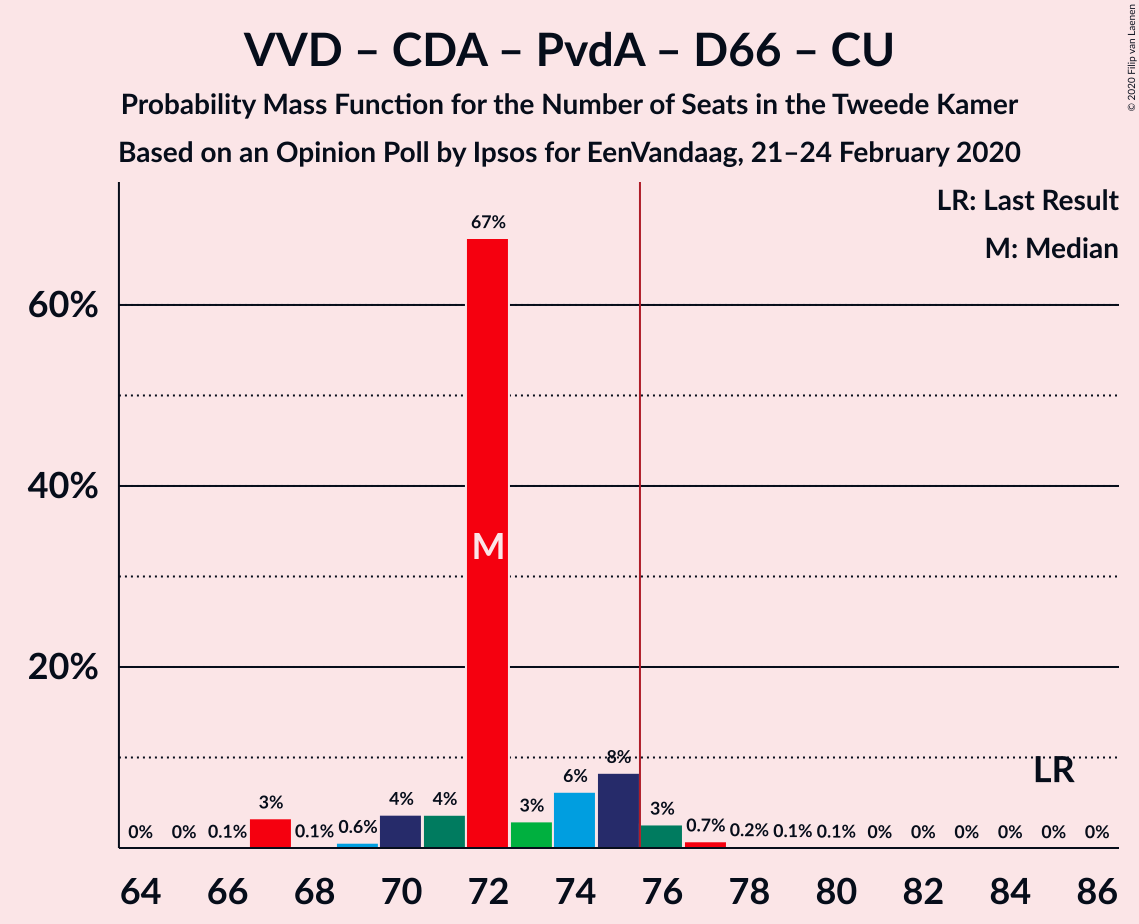 VVD – CDA – PvdA – D66 – CU
Probability Mass Function for the Number of Seats in the Tweede Kamer
Based on an Opinion Poll by Ipsos for EenVandaag, 21–24 February 2020
© 2020 Filip van Laenen
LR: Last Result
M: Median
67%
60%
40%
M
20%
8%
LR
6%
3% 4% 4% 3% 3%
0% 0% 0.1% 0.1% 0.6% 0.7% 0.2% 0.1% 0.1% 0% 0% 0% 0% 0% 0%
64 66 68 70 72 74 76 78 80 82 84 86